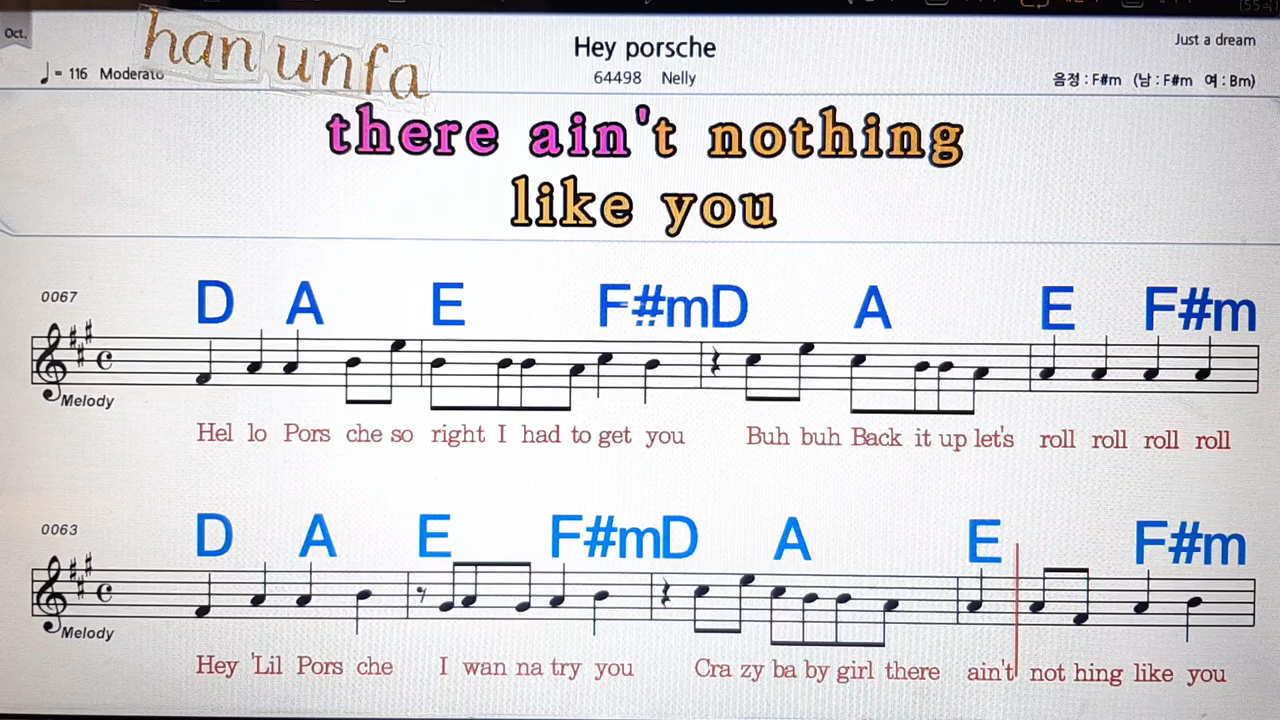 (55곡)
Oct.
han unfa
Hey porsche
Just a dream
♩= 116 Moderato
64498 Nelly
음정 : F#m (남 : F#m 여 : Bm)
there ain't nothing
like you
0067
D A E F#mD A E F#m
Melody
Hel lo Pors che so right I had to get you Buh buh Back it up let's roll roll roll roll
0063
D A E F#mD A E F#m
Melody
Hey 'Lil Pors che I wan na try you Cra zy ba by girl there ain't not hing like you